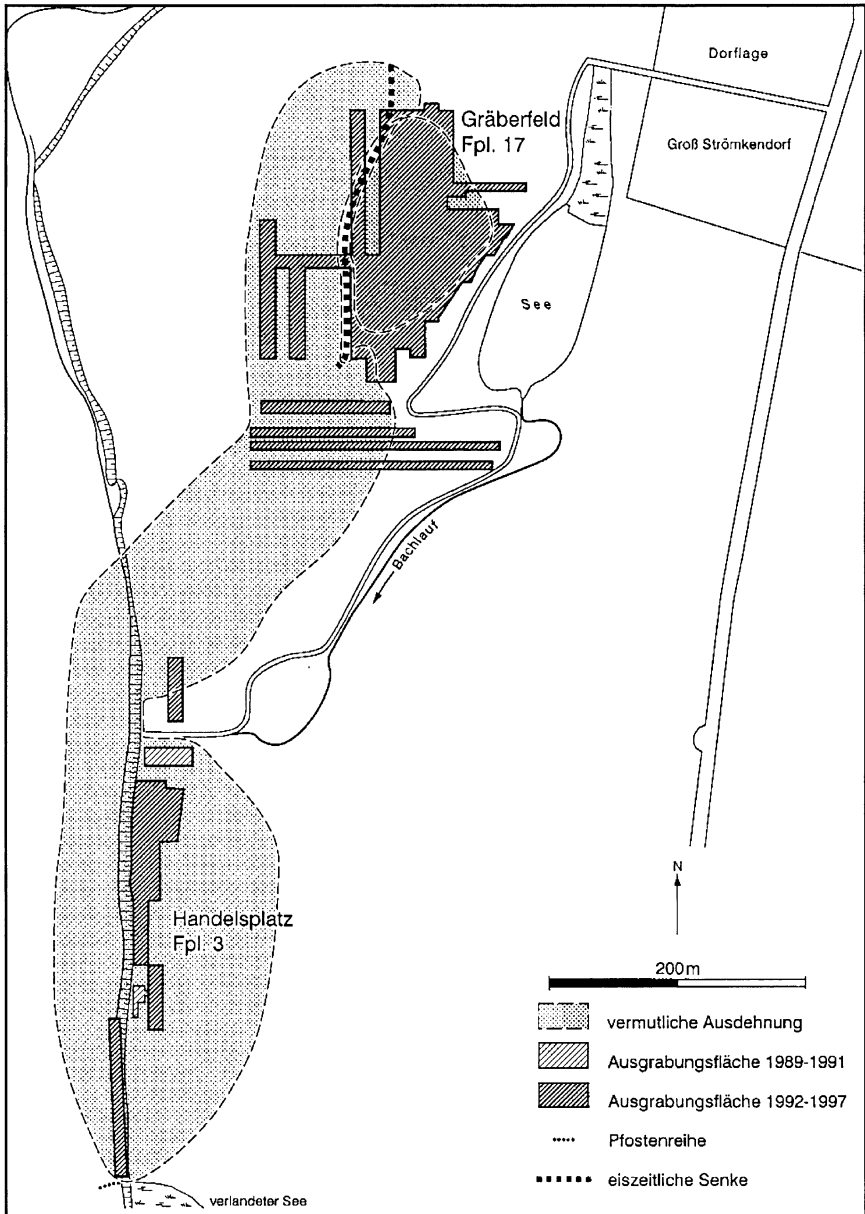 Dorflage
Gräberfeld
Fpl. 17
Groß Strömkendorf
See
Bachlauf
N
Handelsplatz
Fpl. 3
200m
vermutliche Ausdehnung
Ausgrabungsfläche 1989-1991
Ausgrabungsfläche 1992-1997
Pfostenreihe
eiszeitliche Senke
verlandeter See